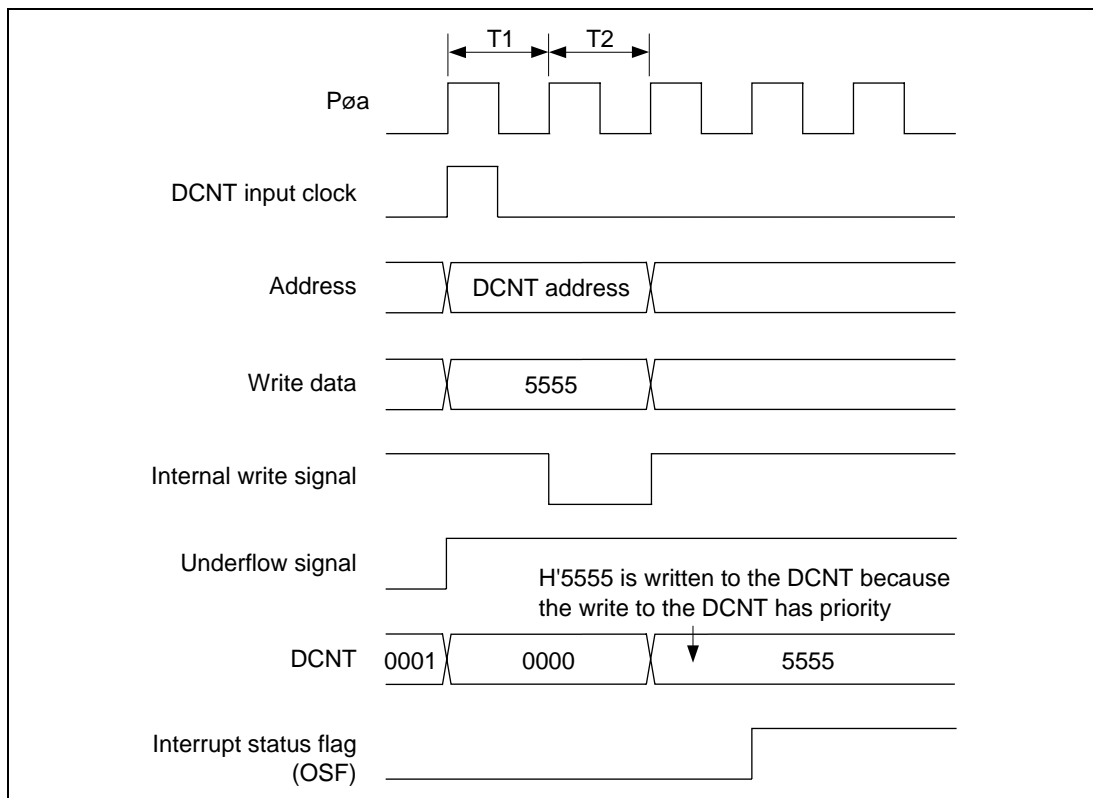 T1 T2
Pøa
DCNT input clock
Address DCNT address
Write data 5555
Internal write signal
Underflow signal
H'5555 is written to the DCNT because
the write to the DCNT has priority
DCNT 0001 0000 5555
Interrupt status flag
(OSF)